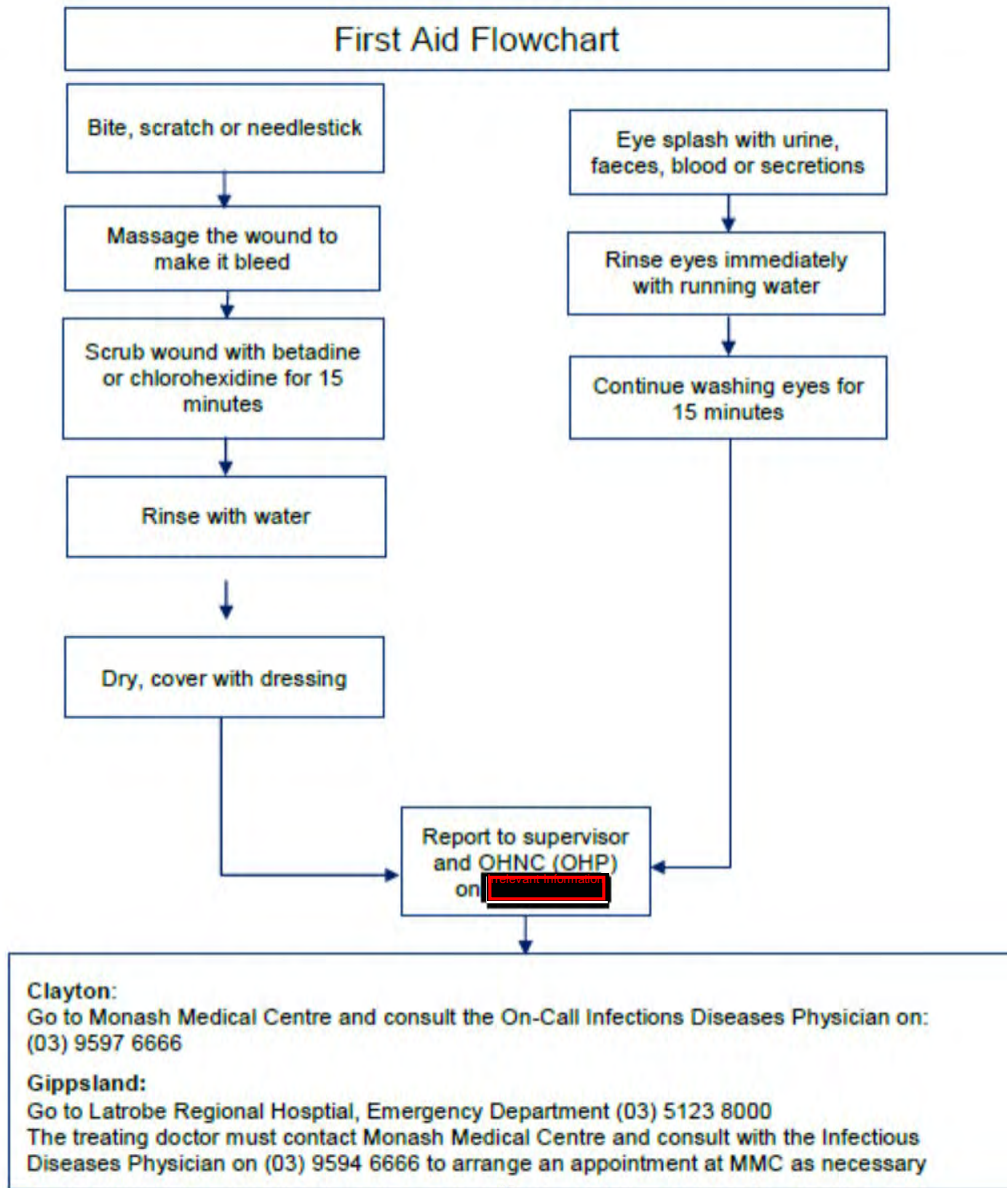 First Aid Flowchart
Bite, scratch or needlestick
Massage the wound to
make it bleed
Scrub wound with betadine
or chlorohexidine for 15
minutes
Rinse with water
Dry, cover with dressing
Eye splash with urine,
faeces, blood or secretions
Rinse eyes immediately
with running water
Continue washing eyes for
15 minutes
Report to supervisor
and OHNC (OHP)
on
Clayton:
Go to Monash Medical Centre and consult the On-Call Infections Diseases Physician on:
(03) 9597 6666
Gippsland:
Go to Latrobe Regional Hosptial, Emergency Department (03) 5123 8000
The treating doctor must contact Monash Medical Centre and consult with the Infectious
Diseases Physician on (03) 9594 6666 to arrange an appointment at MMC as necessary